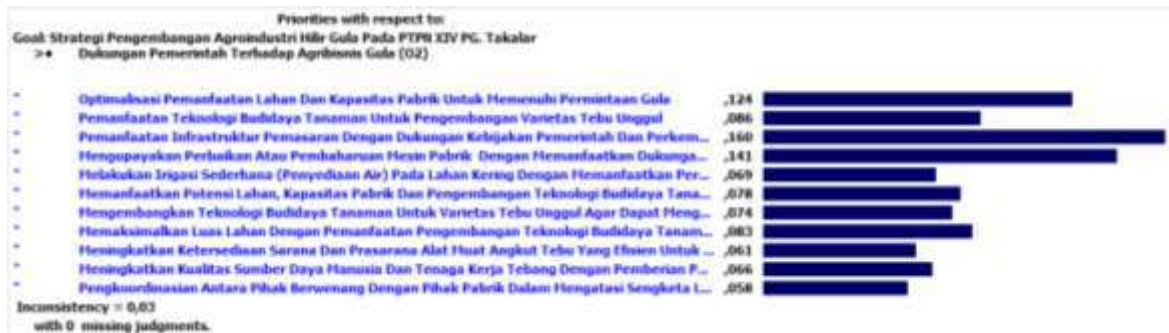 Priorities with respect to:
Goal: Strategi Pengembangan Agroindustri Hilir Gula Pada PTPN XIV PG. Takalar
>• Dukungan Pemerintah Terhadap Agribisnis Gula (O2)
Optimalisasi Pemanfaatan Lahan Dan Kapasitas Pabrik Untuk Memenuhi Permintaan Gula ,124
Pemanfaatan Teknologi Budidaya Tanaman Untuk Pengembangan Varietas Tebu Unggul ,086
Pemanfaatan Infrastruktur Pemasaran Dengan Dukungan Kebijakan Pemerintah Dan Perkem... ,160
Mengupayakan Perbaikan Atau Pembaharuan Mesin Pabrik Dengan Memanfaatkan Dukunga... ,141
Melakukan Irigasi Sederhana (Penyediaan Air) Pada Lahan Kering Dengan Memanfaatkan Per... ,069
Memanfaatkan Potensi Lahan, Kapasitas Pabrik Dan Pengembangan Teknologi Budidaya Tana... ,078
Mengembangkan Teknologi Budidaya Tanaman Untuk Varietas Tebu Unggul Agar Dapat Meng... ,074
Memaksimalkan Luas Lahan Dengan Pemanfaatan Pengembangan Teknologi Budidaya Tanam... ,083
Meningkatkan Ketersediaan Sarana Dan Prasarana Alat Muat Angkut Tebu Yang Efisien Untuk ... ,061
Meningkatkan Kualitas Sumber Daya Manusia Dan Tenaga Kerja Tebang Dengan Pemberian P... ,066
Pengkoordinasian Antara Pihak Berwenang Dengan Pihak Pabrik Dalam Mengatasi Sengketa L... ,058
Inconsistency = 0,03
with 0 missing judgments.